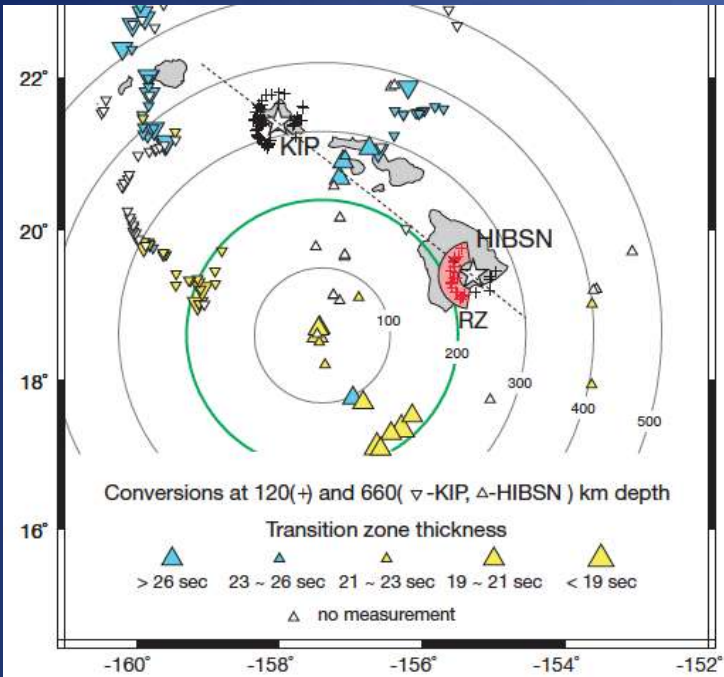 22°
KIP
20°
HIBSN
RZ
100
200
300
400
500
18°
Conversions at 120(+) and 660( ▽-KIP, △-HIBSN ) km depth
16°
Transition zone thickness
> 26 sec 23 ~ 26 sec 21 ~ 23 sec 19 ~ 21 sec < 19 sec
△ no measurement
-160° -158° -156° -154° -152°